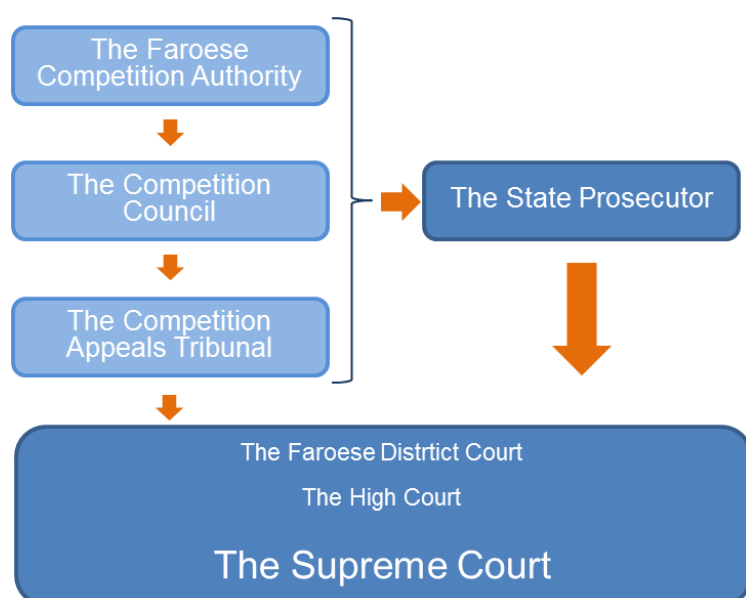 The Faroese
Competition Authority
The Competition
Council
The State Prosecutor
The Competition
Appeals Tribunal
The Faroese Distrtict Court
The High Court
The Supreme Court